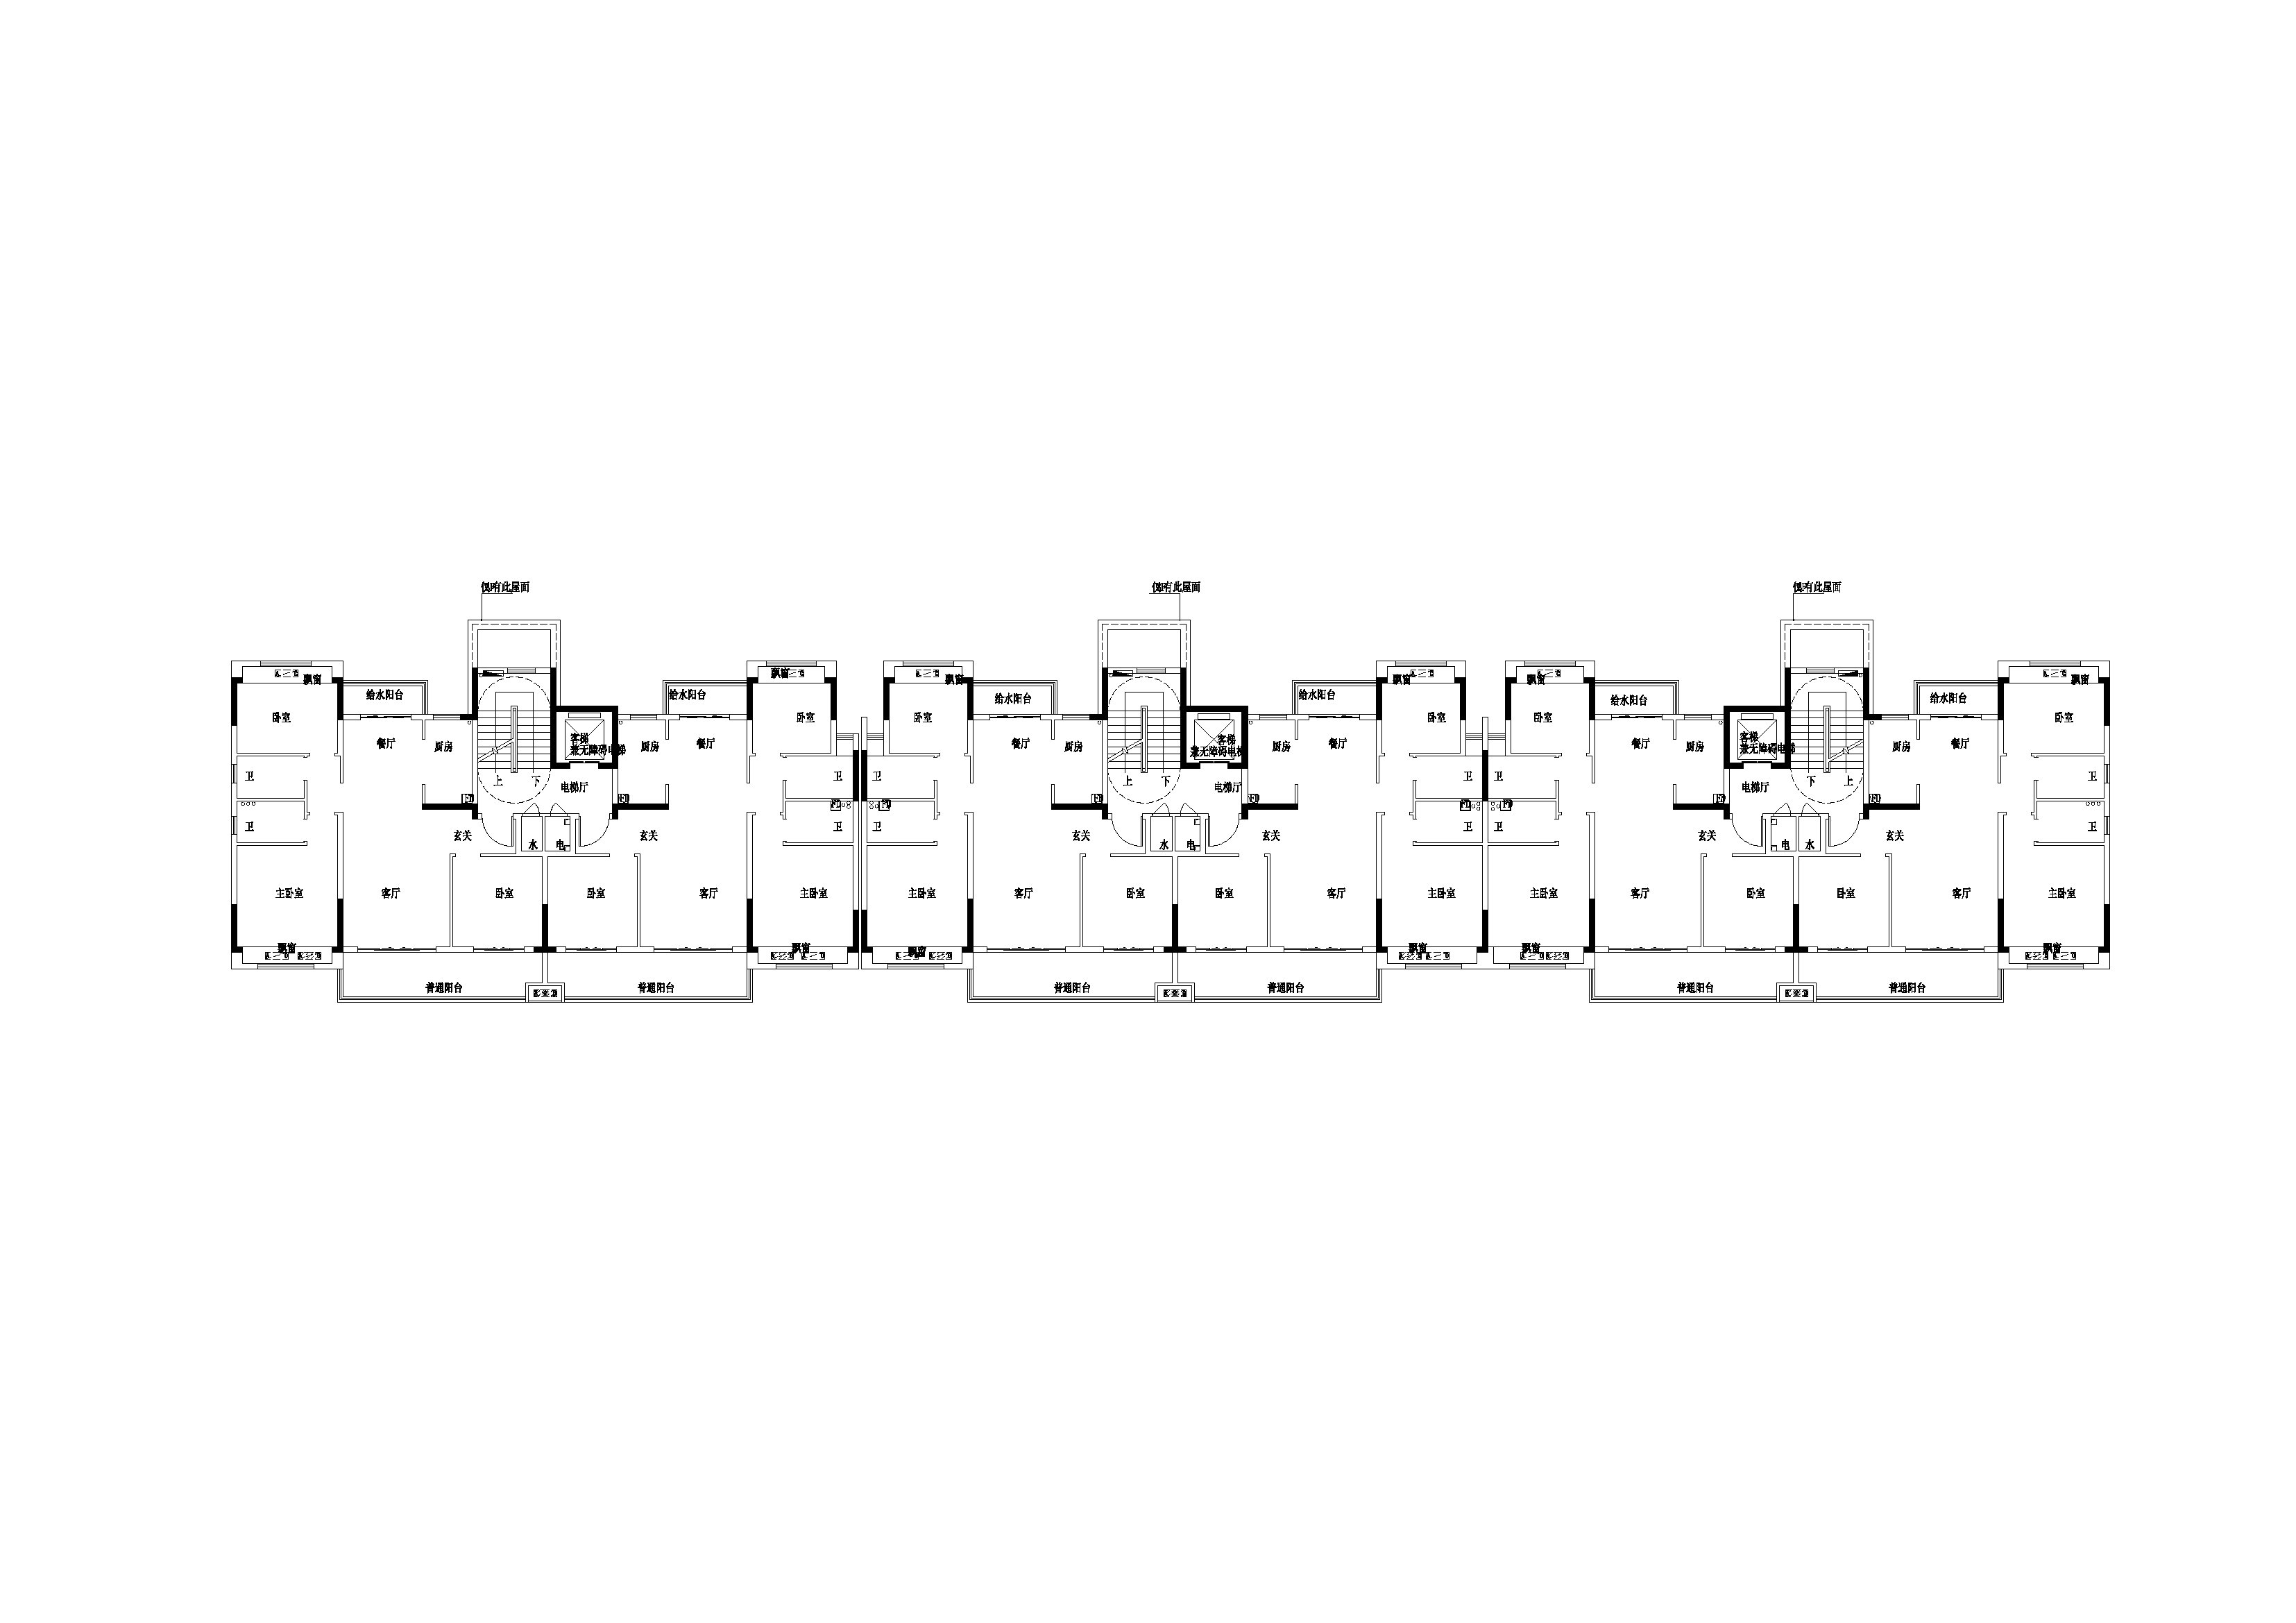 仅有此屋面 仅有此屋面 仅有此屋面
飘窗 飘窗 飘窗 飘窗 飘窗 飘窗
给水阳台 给水阳台 给水阳台 给水阳台 给水阳台 给水阳台
卧室 卧室 卧室 卧室 卧室 卧室
餐厅 厨房 厨房 餐厅 餐厅 厨房 厨房 餐厅 餐厅 厨房 厨房 餐厅
客梯 客梯 客梯
兼无障碍电梯 兼无障碍电梯 兼无障碍电梯
卫 上 下 卫 卫 上 下 卫 卫 下 上 卫
电梯厅 电梯厅 电梯厅
卫 卫 卫 卫 卫 卫
玄关 玄关 玄关 玄关 玄关 玄关
水 电 水 电 电 水
主卧室 客厅 卧室 卧室 客厅 主卧室 主卧室 客厅 卧室 卧室 客厅 主卧室 主卧室 客厅 卧室 卧室 客厅 主卧室
飘窗 飘窗 飘窗 飘窗 飘窗 飘窗
普通阳台 普通阳台 普通阳台 普通阳台 普通阳台 普通阳台